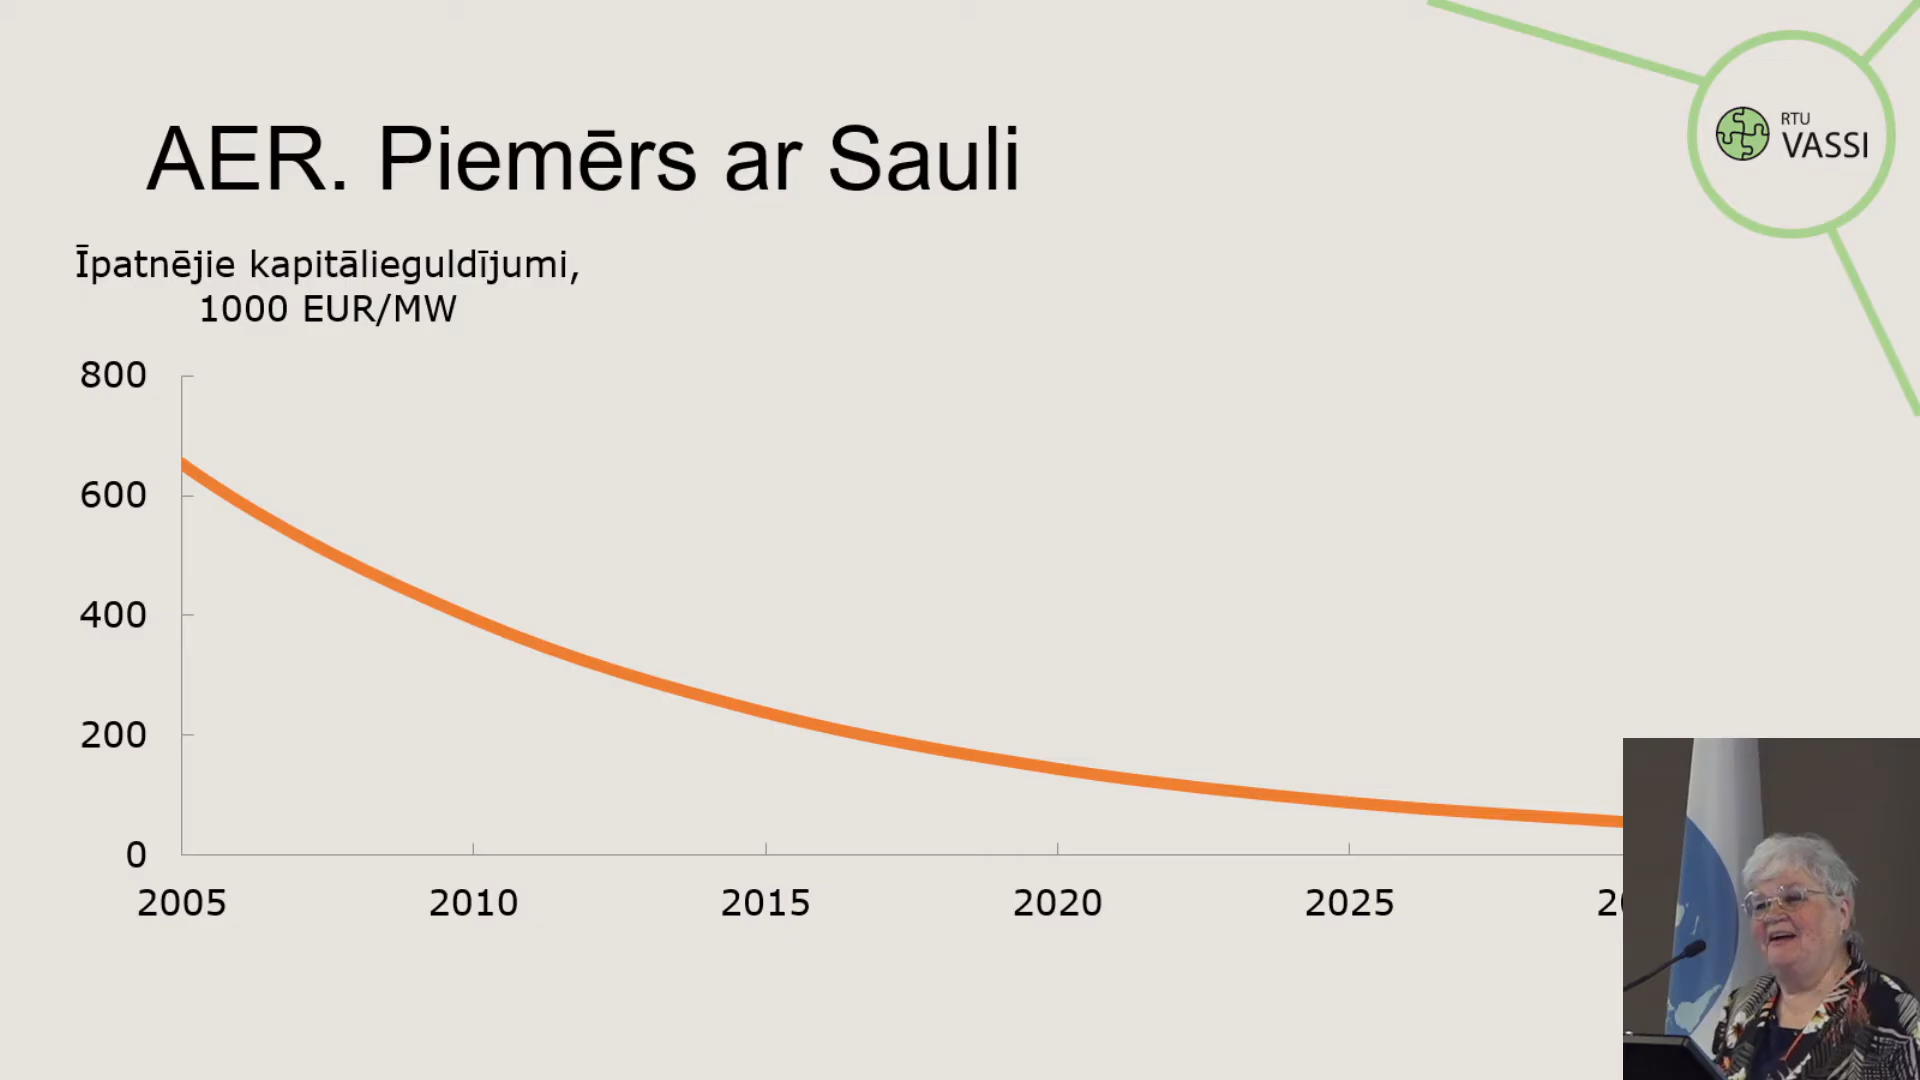 AER. Piemērs ar Sauli
RTU
VASSI
Īpatnējie kapitālieguldījumi,
1000 EUR/MW
800
600
400
200
0
2005
2010
2015
2020
2025